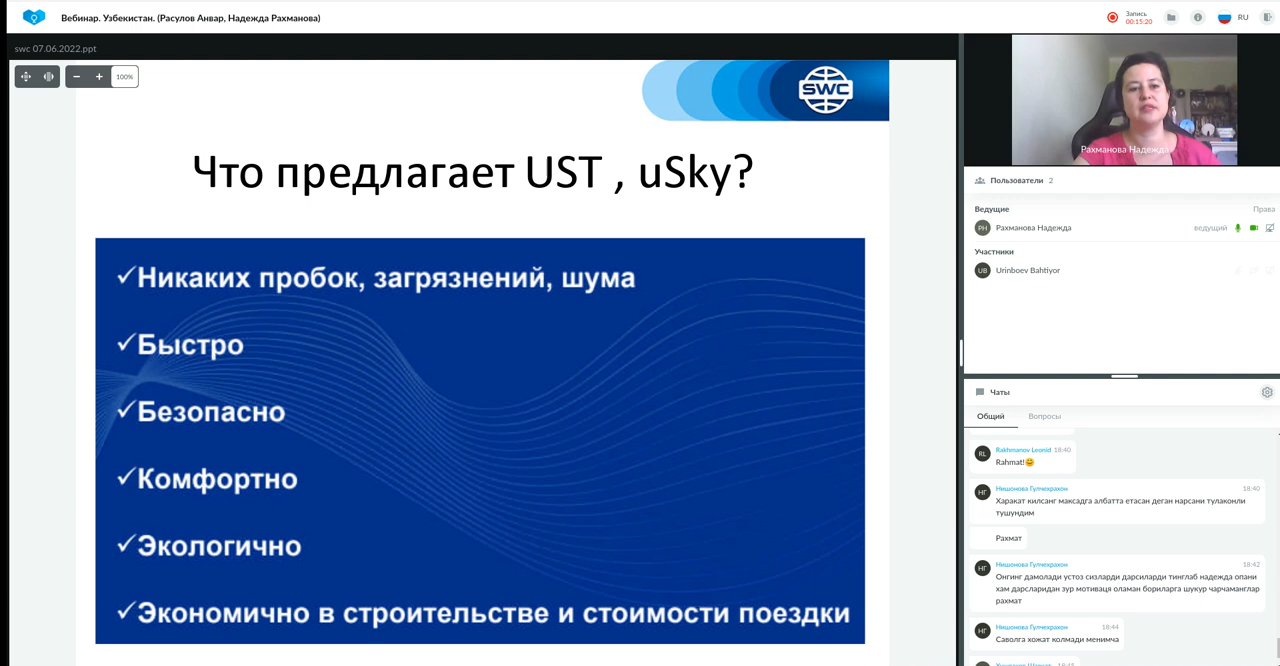 Вебинар. Узбекистан. (Расулов Анвар, Надежда Рахманова)
Запись
00:15:20
RU
swc 07.06.2022.ppt
100%
SWC
Что предлагает UST , uSky?
✓Никаких пробок, загрязнений, шума
✓Быстро
✓Безопасно
✓Комфортно
✓Экологично
✓Экономично в строительстве и стоимости поездки
Рахманова Надежда
Пользователи 2
Ведущие Права
РН Рахманова Надежда ведущий
Участники
UB Urinboev Bahtiyor
Чаты
Общий Вопросы
RL Rakhmanov Leonid 18:40
Rahmat!😊
НГ Нишонова Гулчехрахон 18:40
Харакат килсанг максадга албатта етасан деган нарсани тулаконли
тушундим
Рахмат
НГ Нишонова Гулчехрахон 18:42
Онгинг дамолади устоз сизларди дарсиларди тинглаб надежда опани
хам дарсларидан зур мотиваця оламан бориларга шукур чарчаманглар
рахмат
НГ Нишонова Гулчехрахон 18:44
Саволга хожат колмади менимча